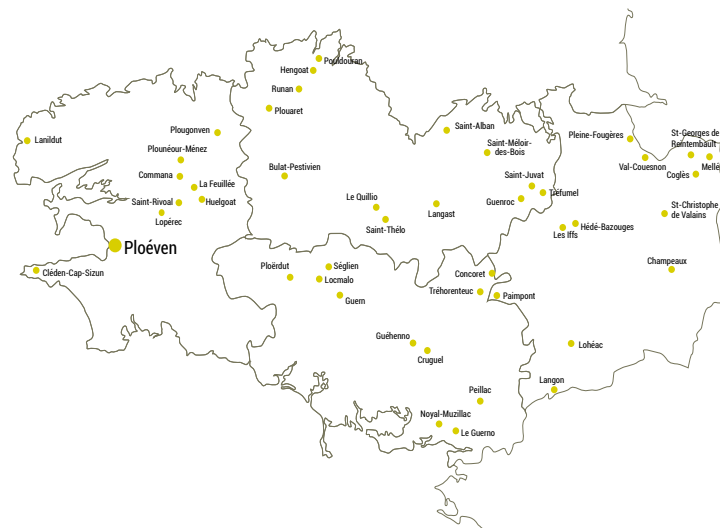 Pouldouran
Hengoat
Runan
Plouaret
Plougonven
Lanildut
Saint-Alban
Pleine-Fougères
St-Georges de
Reintembault
Plounéour-Ménez
Saint-Méloir-
des-Bois
Val-Couesnon
Mellé
Commana
Bulat-Pestivien
Coglès
La Feuillée
Saint-Juvat
Tréfumel
Saint-Rivoal
Huelgoat
Le Quillio
Langast
Guenroc
St-Christophe
de Valains
Lopérec
Saint-Thélo
Hédé-Bazouges
Les Iffs
Ploéven
Cléden-Cap-Sizun
Ploërdut
Séglien
Locmalo
Guern
Concoret
Tréhorenteuc
Paimpont
Champeaux
Guéhenno
Cruguel
Lohéac
Langon
Peillac
Noyal-Muzillac
Le Guerno